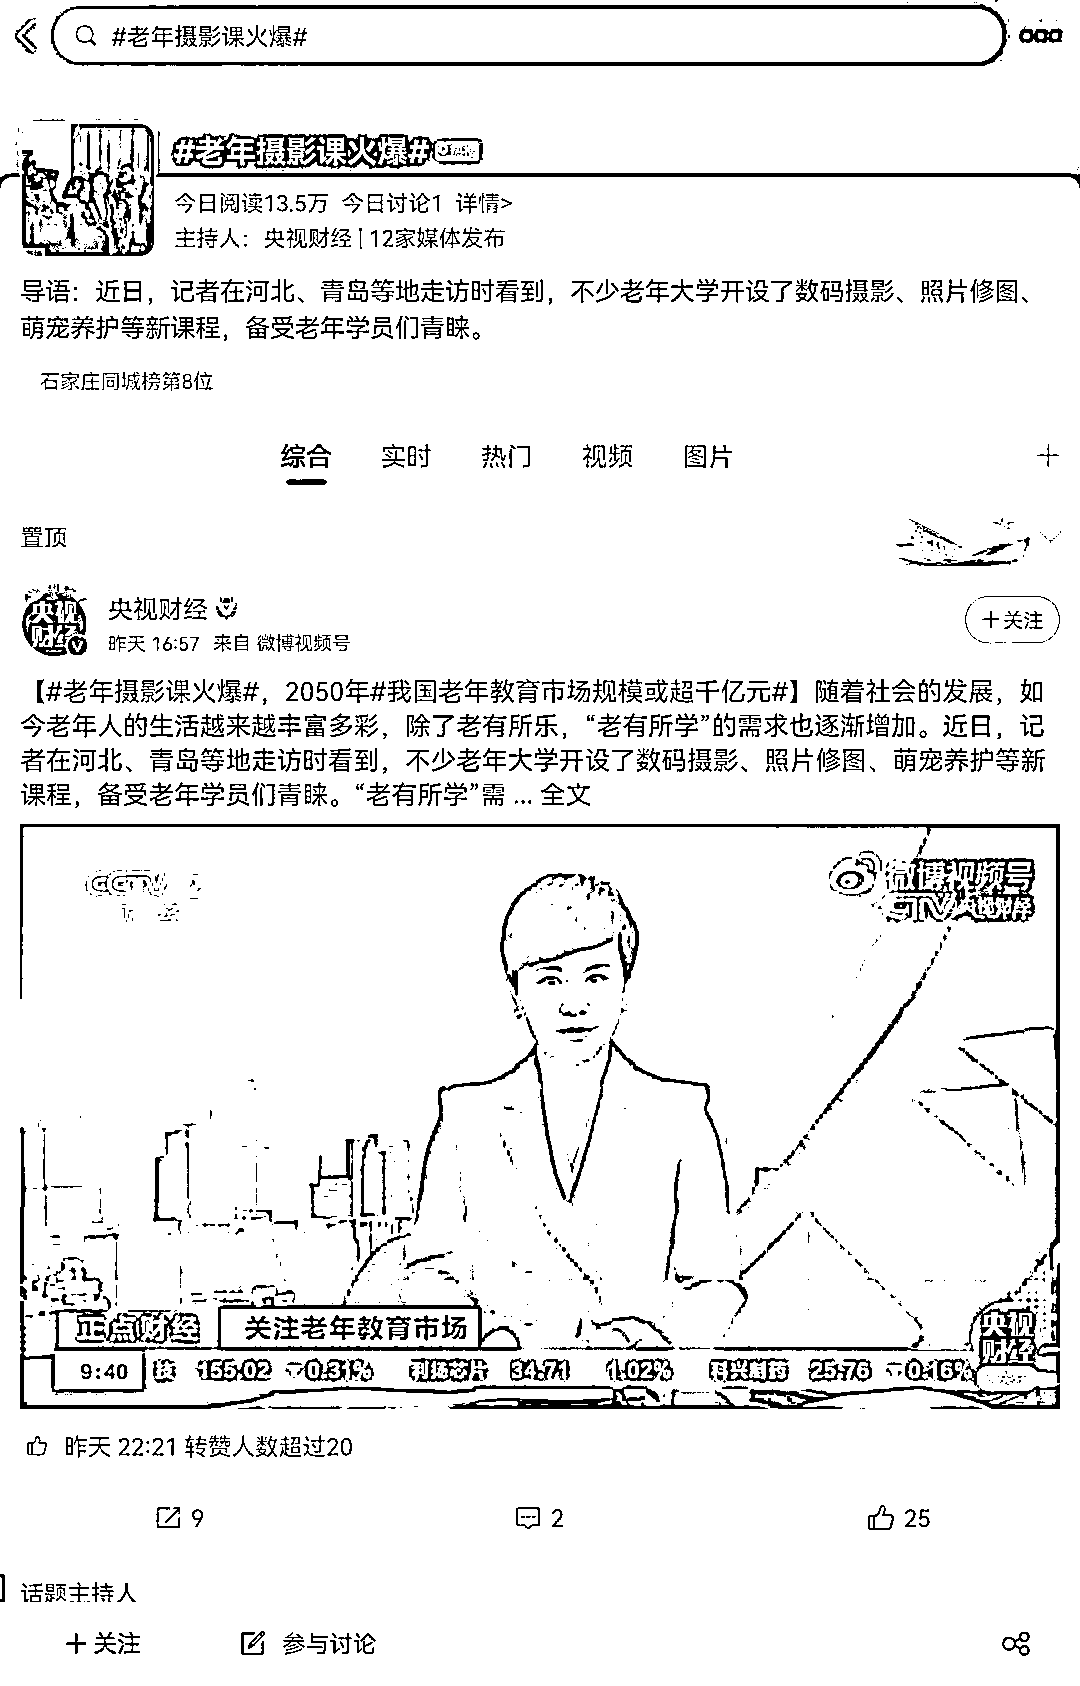 #老年摄影课火爆#
#老年摄影课火爆#
今日阅读13.5万 今日讨论1 详情>
主持人：央视财经 | 12家媒体发布
导语：近日，记者在河北、青岛等地走访时看到，不少老年大学开设了数码摄影、照片修图、
萌宠养护等新课程，备受老年学员们青睐。
石家庄同城榜第8位
综合 实时 热门 视频 图片
置顶
央视财经
央视财经
昨天 16:57 来自 微博视频号
+关注
【#老年摄影课火爆#，2050年#我国老年教育市场规模或超千亿元#】随着社会的发展，如
今老年人的生活越来越丰富多彩，除了老有所乐，“老有所学”的需求也逐渐增加。近日，记
者在河北、青岛等地走访时看到，不少老年大学开设了数码摄影、照片修图、萌宠养护等新
课程，备受老年学员们青睐。“老有所学”需 ... 全文
CCTV 2
微博视频号
正点财经 关注老年教育市场
央视
财经
9:40 技 155.02 0.31% 利扬芯片 34.71 1.02% 科兴制药 25.76 0.16%
昨天 22:21 转赞人数超过20
9 2 25
话题主持人
+关注 参与讨论